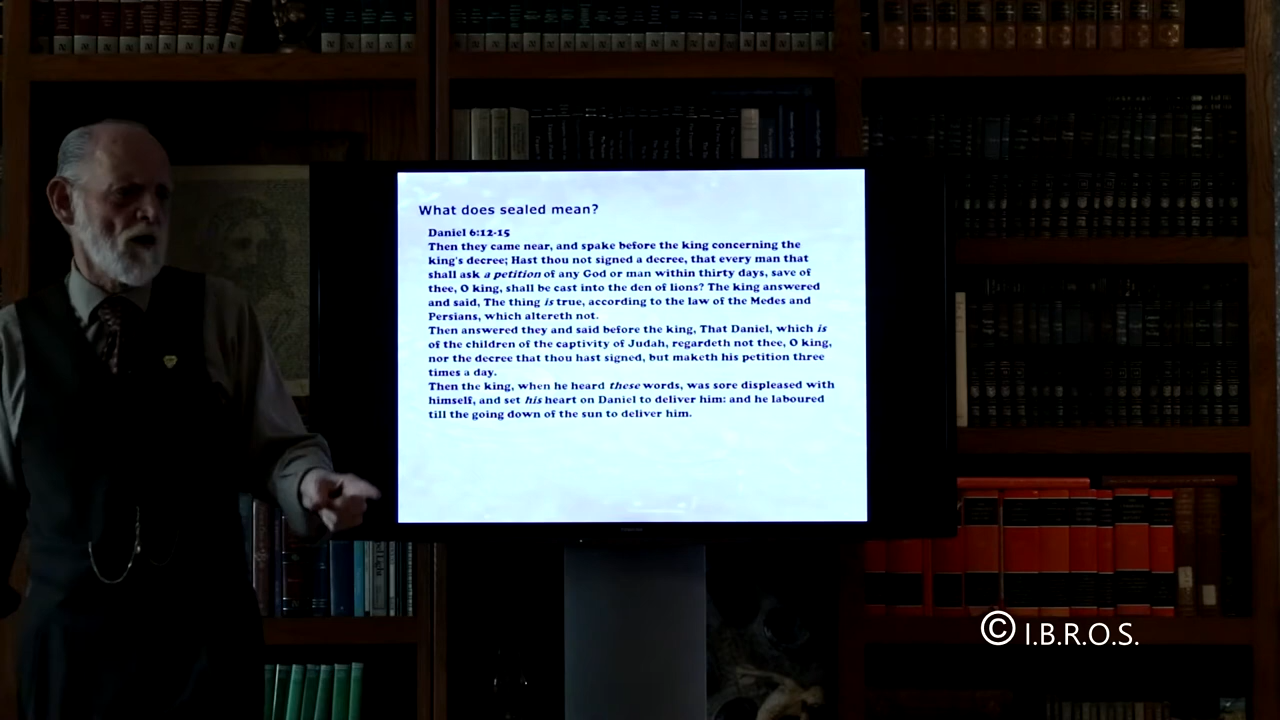 What does sealed mean?
Daniel 6:12-15
Then they came near, and spake before the king concerning the
king's decree; Hast thou not signed a decree, that every man that
shall ask a petition of any God or man within thirty days, save of
thee, O king, shall be cast into the den of lions? The king answered
and said, The thing is true, according to the law of the Medes and
Persians, which altereth not.
Then answered they and said before the king, That Daniel, which is
of the children of the captivity of Judah, regardeth not thee, O king,
nor the decree that thou hast signed, but maketh his petition three
times a day.
Then the king, when he heard these words, was sore displeased with
himself, and set his heart on Daniel to deliver him: and he laboured
till the going down of the sun to deliver him.
© I.B.R.O.S.